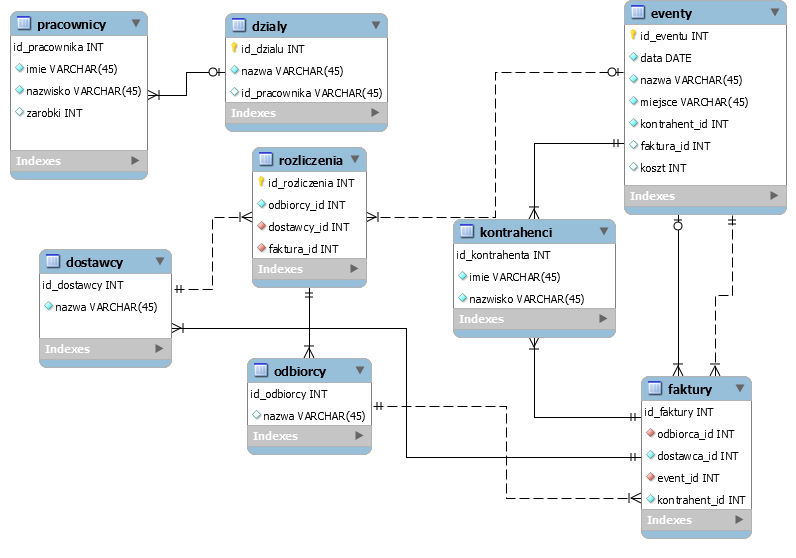 pracownicy
id_pracownika INT
imie VARCHAR(45)
nazwisko VARCHAR(45)
zarobki INT
Indexes
dzialy
id_dzialu INT
nazwa VARCHAR(45)
id_pracownika VARCHAR(45)
Indexes
eventy
id_eventu INT
data DATE
nazwa VARCHAR(45)
miejsce VARCHAR(45)
kontrahent_id INT
faktura_id INT
koszt INT
Indexes
rozliczenia
id_rozliczenia INT
odbiorcy_id INT
dostawcy_id INT
faktura_id INT
Indexes
kontrahenci
id_kontrahenta INT
imie VARCHAR(45)
nazwisko VARCHAR(45)
Indexes
dostawcy
id_dostawcy INT
nazwa VARCHAR(45)
Indexes
odbiorcy
id_odbiorcy INT
nazwa VARCHAR(45)
Indexes
faktury
id_faktury INT
odbiorca_id INT
dostawca_id INT
event_id INT
kontrahent_id INT
Indexes